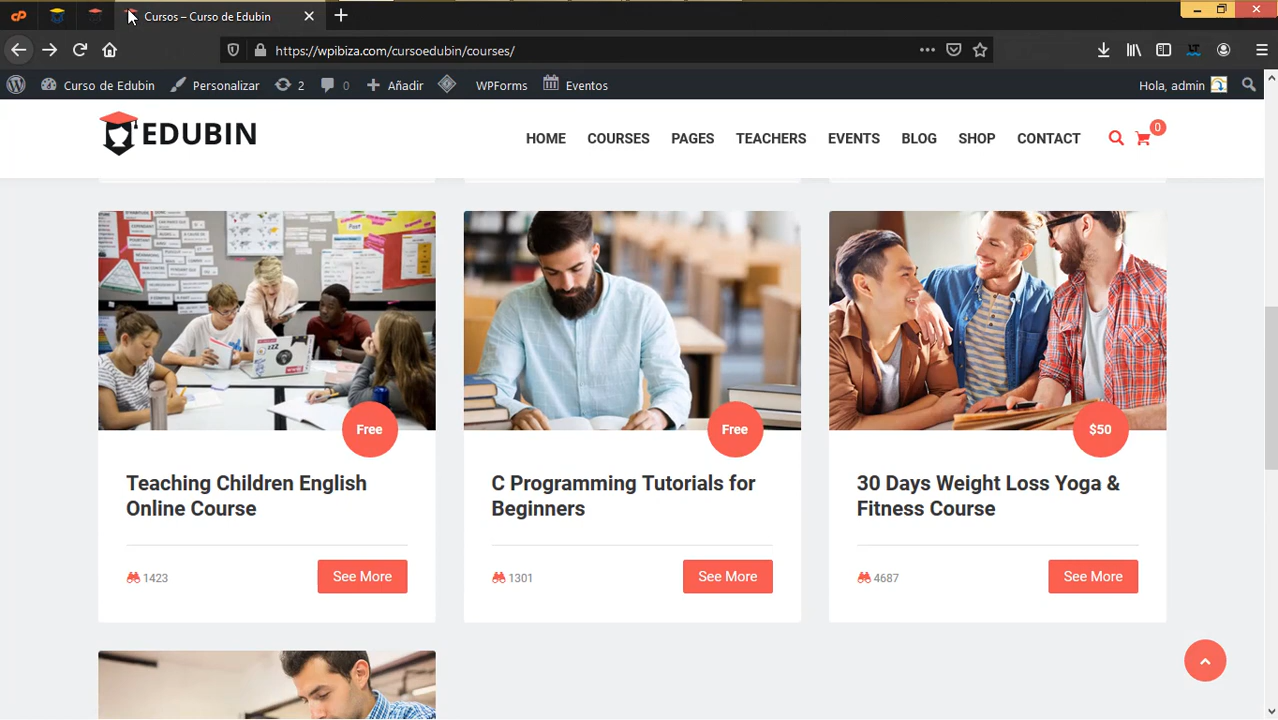 Cursos – Curso de Edubin
https://wpibiza.com/cursoedubin/courses/
Curso de Edubin Personalizar 2 0 Añadir WPForms Eventos Hola, admin
EDUBIN HOME COURSES PAGES TEACHERS EVENTS BLOG SHOP CONTACT 0
Free Free $50
Teaching Children English
Online Course
C Programming Tutorials for
Beginners
30 Days Weight Loss Yoga &
Fitness Course
1423 See More 1301 See More 4687 See More